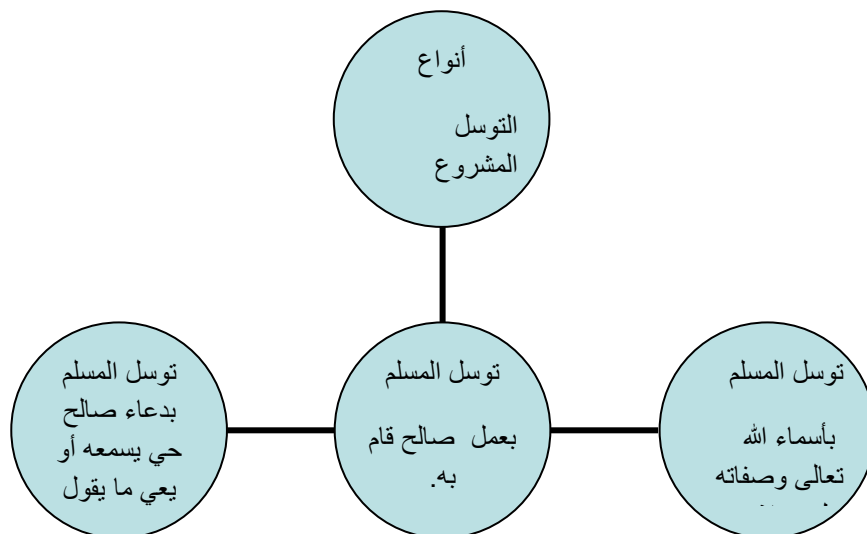 أنواع
التوسل
المشروع
توسل المسلم
بأسماء الله
تعالى وصفاته
توسل المسلم
بعمل صالح قام
به.
توسل المسلم
بدعاء صالح
حي يسمعه أو
يعي ما يقول